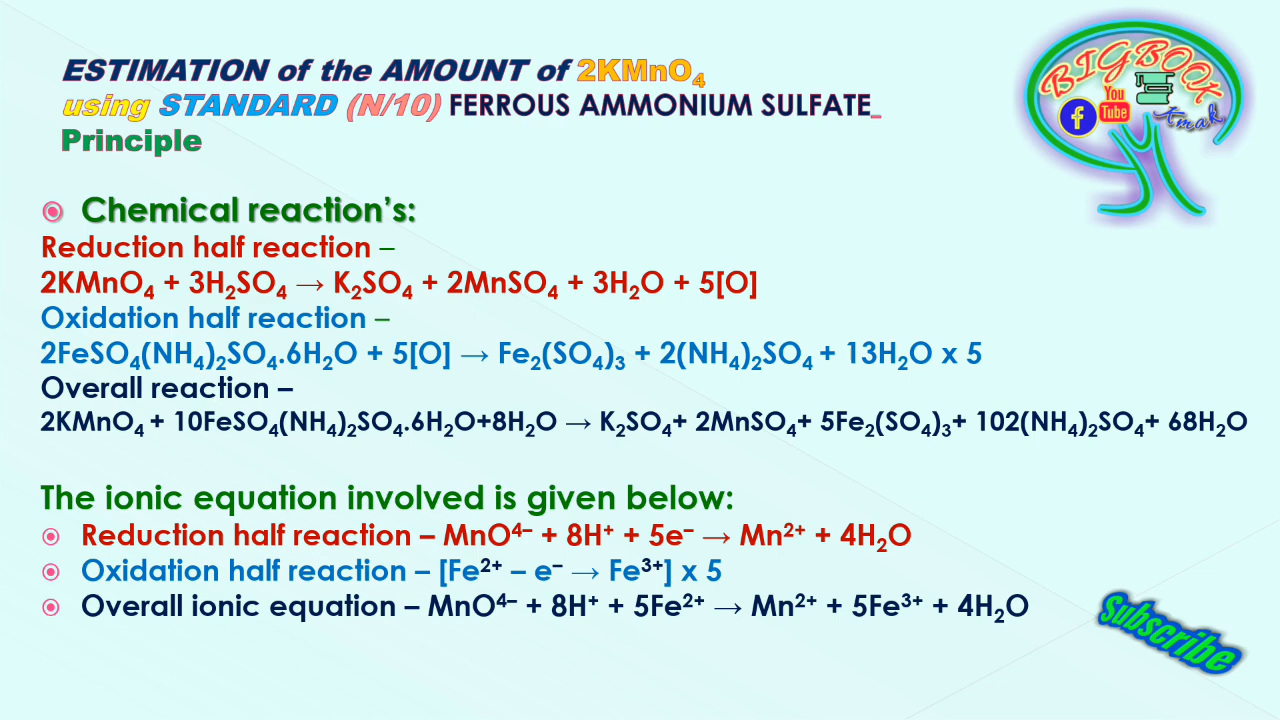 ESTIMATION of the AMOUNT of 2KMnO₄
using STANDARD (N/10) FERROUS AMMONIUM SULFATE_
Principle
BIGBOOK
f
You
Tube
tmak
Chemical reaction’s:
Reduction half reaction –
2KMnO₄ + 3H₂SO₄ → K₂SO₄ + 2MnSO₄ + 3H₂O + 5[O]
Oxidation half reaction –
2FeSO₄(NH₄)₂SO₄.6H₂O + 5[O] → Fe₂(SO₄)₃ + 2(NH₄)₂SO₄ + 13H₂O x 5
Overall reaction –
2KMnO₄ + 10FeSO₄(NH₄)₂SO₄.6H₂O+8H₂O → K₂SO₄+ 2MnSO₄+ 5Fe₂(SO₄)₃+ 102(NH₄)₂SO₄+ 68H₂O
The ionic equation involved is given below:
Reduction half reaction – MnO⁴⁻ + 8H⁺ + 5e⁻ → Mn²⁺ + 4H₂O
Oxidation half reaction – [Fe²⁺ – e⁻ → Fe³⁺] x 5
Overall ionic equation – MnO⁴⁻ + 8H⁺ + 5Fe²⁺ → Mn²⁺ + 5Fe³⁺ + 4H₂O
Subscribe